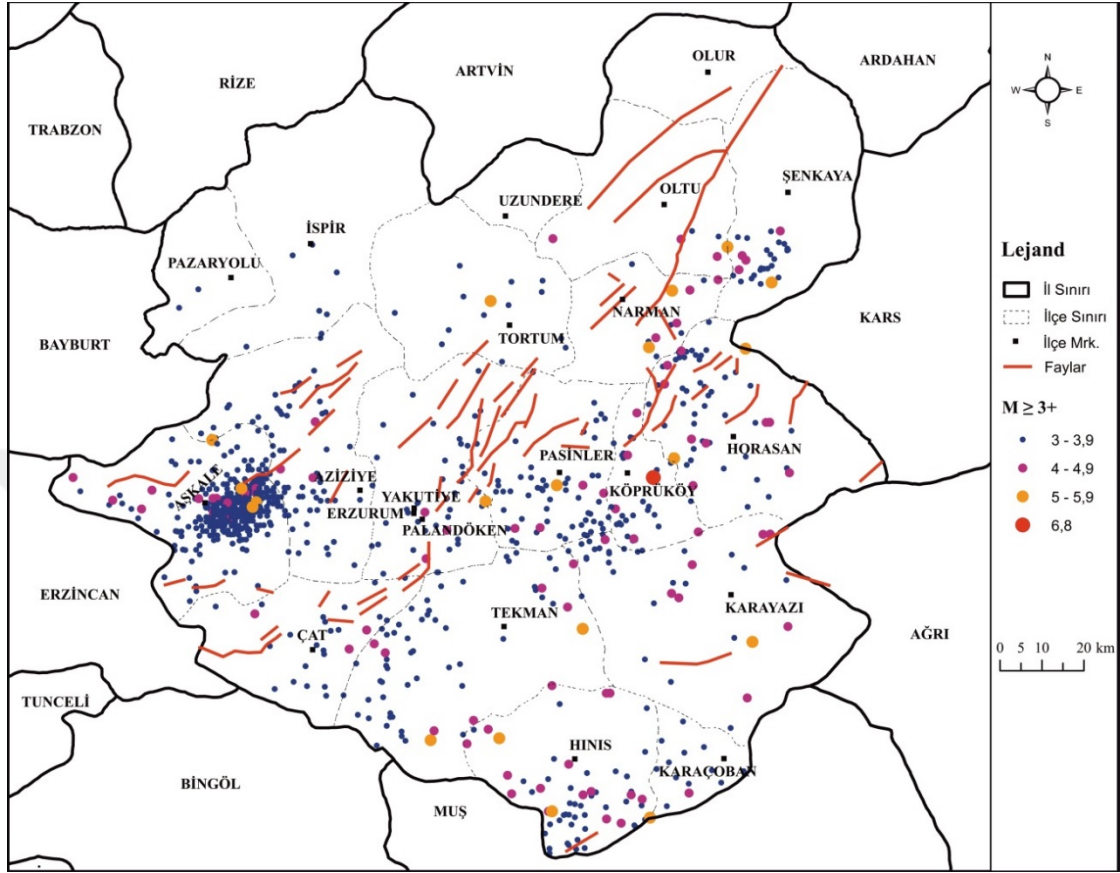 OLUR
ARDAHAN
RİZE
ARTVİN
TRABZON
ŞENKAYA
OLTU
UZUNDERE
İSPİR
PAZARYOLU
NARMAN
KARS
TORTUM
BAYBURT
HORASAN
PASİNLER
AŞKALE
AZİZİYE
KÖPRÜKÖY
YAKUTİYE
ERZURUM
PALANDÖKEN
ERZİNCAN
KARAYAZI
TEKMAN
ÇAT
AĞRI
TUNCELİ
HINIS
KARAÇOBAN
BİNGÖL
MUŞ
N
W E
S
Lejand
İl Sınırı
İlçe Sınırı
İlçe Mrk.
Faylar
M ≥ 3+
3 - 3,9
4 - 4,9
5 - 5,9
6,8
0 5 10 20 km